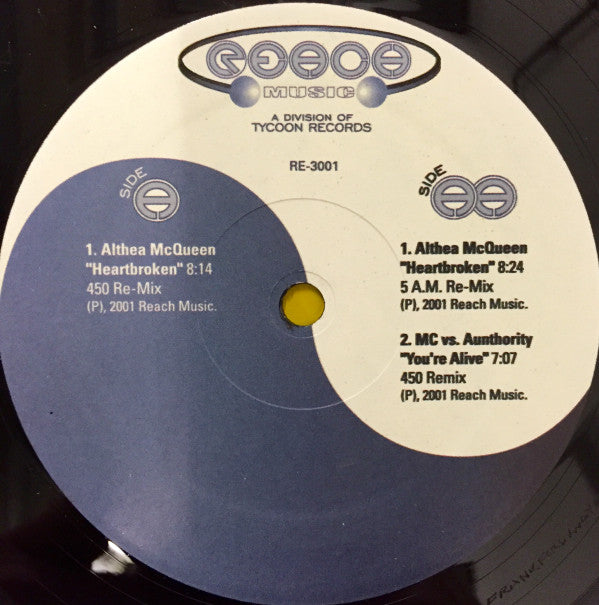 REACH
MUSIC
A DIVISION OF
TYCOON RECORDS
RE-3001
SIDE A
1. Althea McQueen
"Heartbroken" 8:14
450 Re-Mix
(P), 2001 Reach Music.
SIDE AA
1. Althea McQueen
"Heartbroken" 8:24
5 A.M. Re-Mix
(P), 2001 Reach Music.
2. MC vs. Aunthority
"You're Alive" 7:07
450 Remix
(P), 2001 Reach Music.